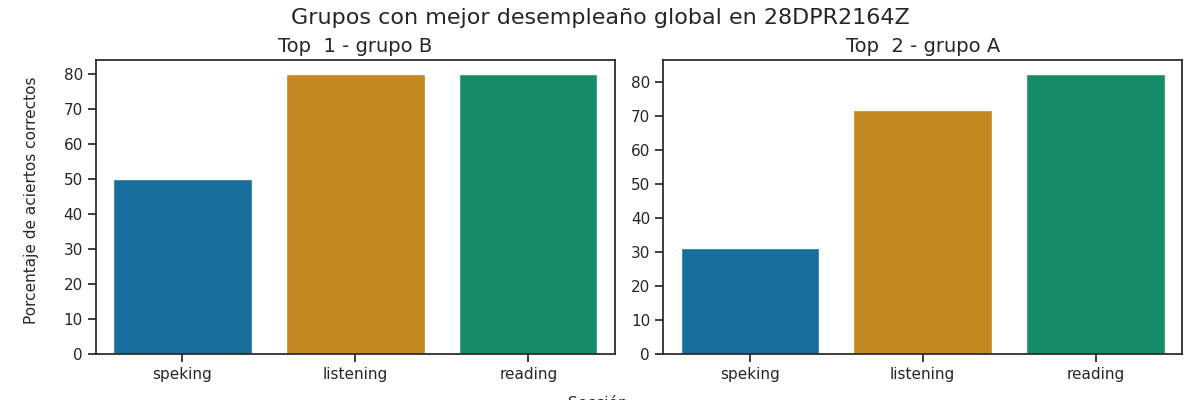 Grupos con mejor desempleaño global en 28DPR2164Z
Top  1 - grupo B
Porcentaje de aciertos correctos
80
70
60
50
40
30
20
10
0
speking
listening
reading
Top  2 - grupo A
80
70
60
50
40
30
20
10
0
speking
listening
reading
Sección